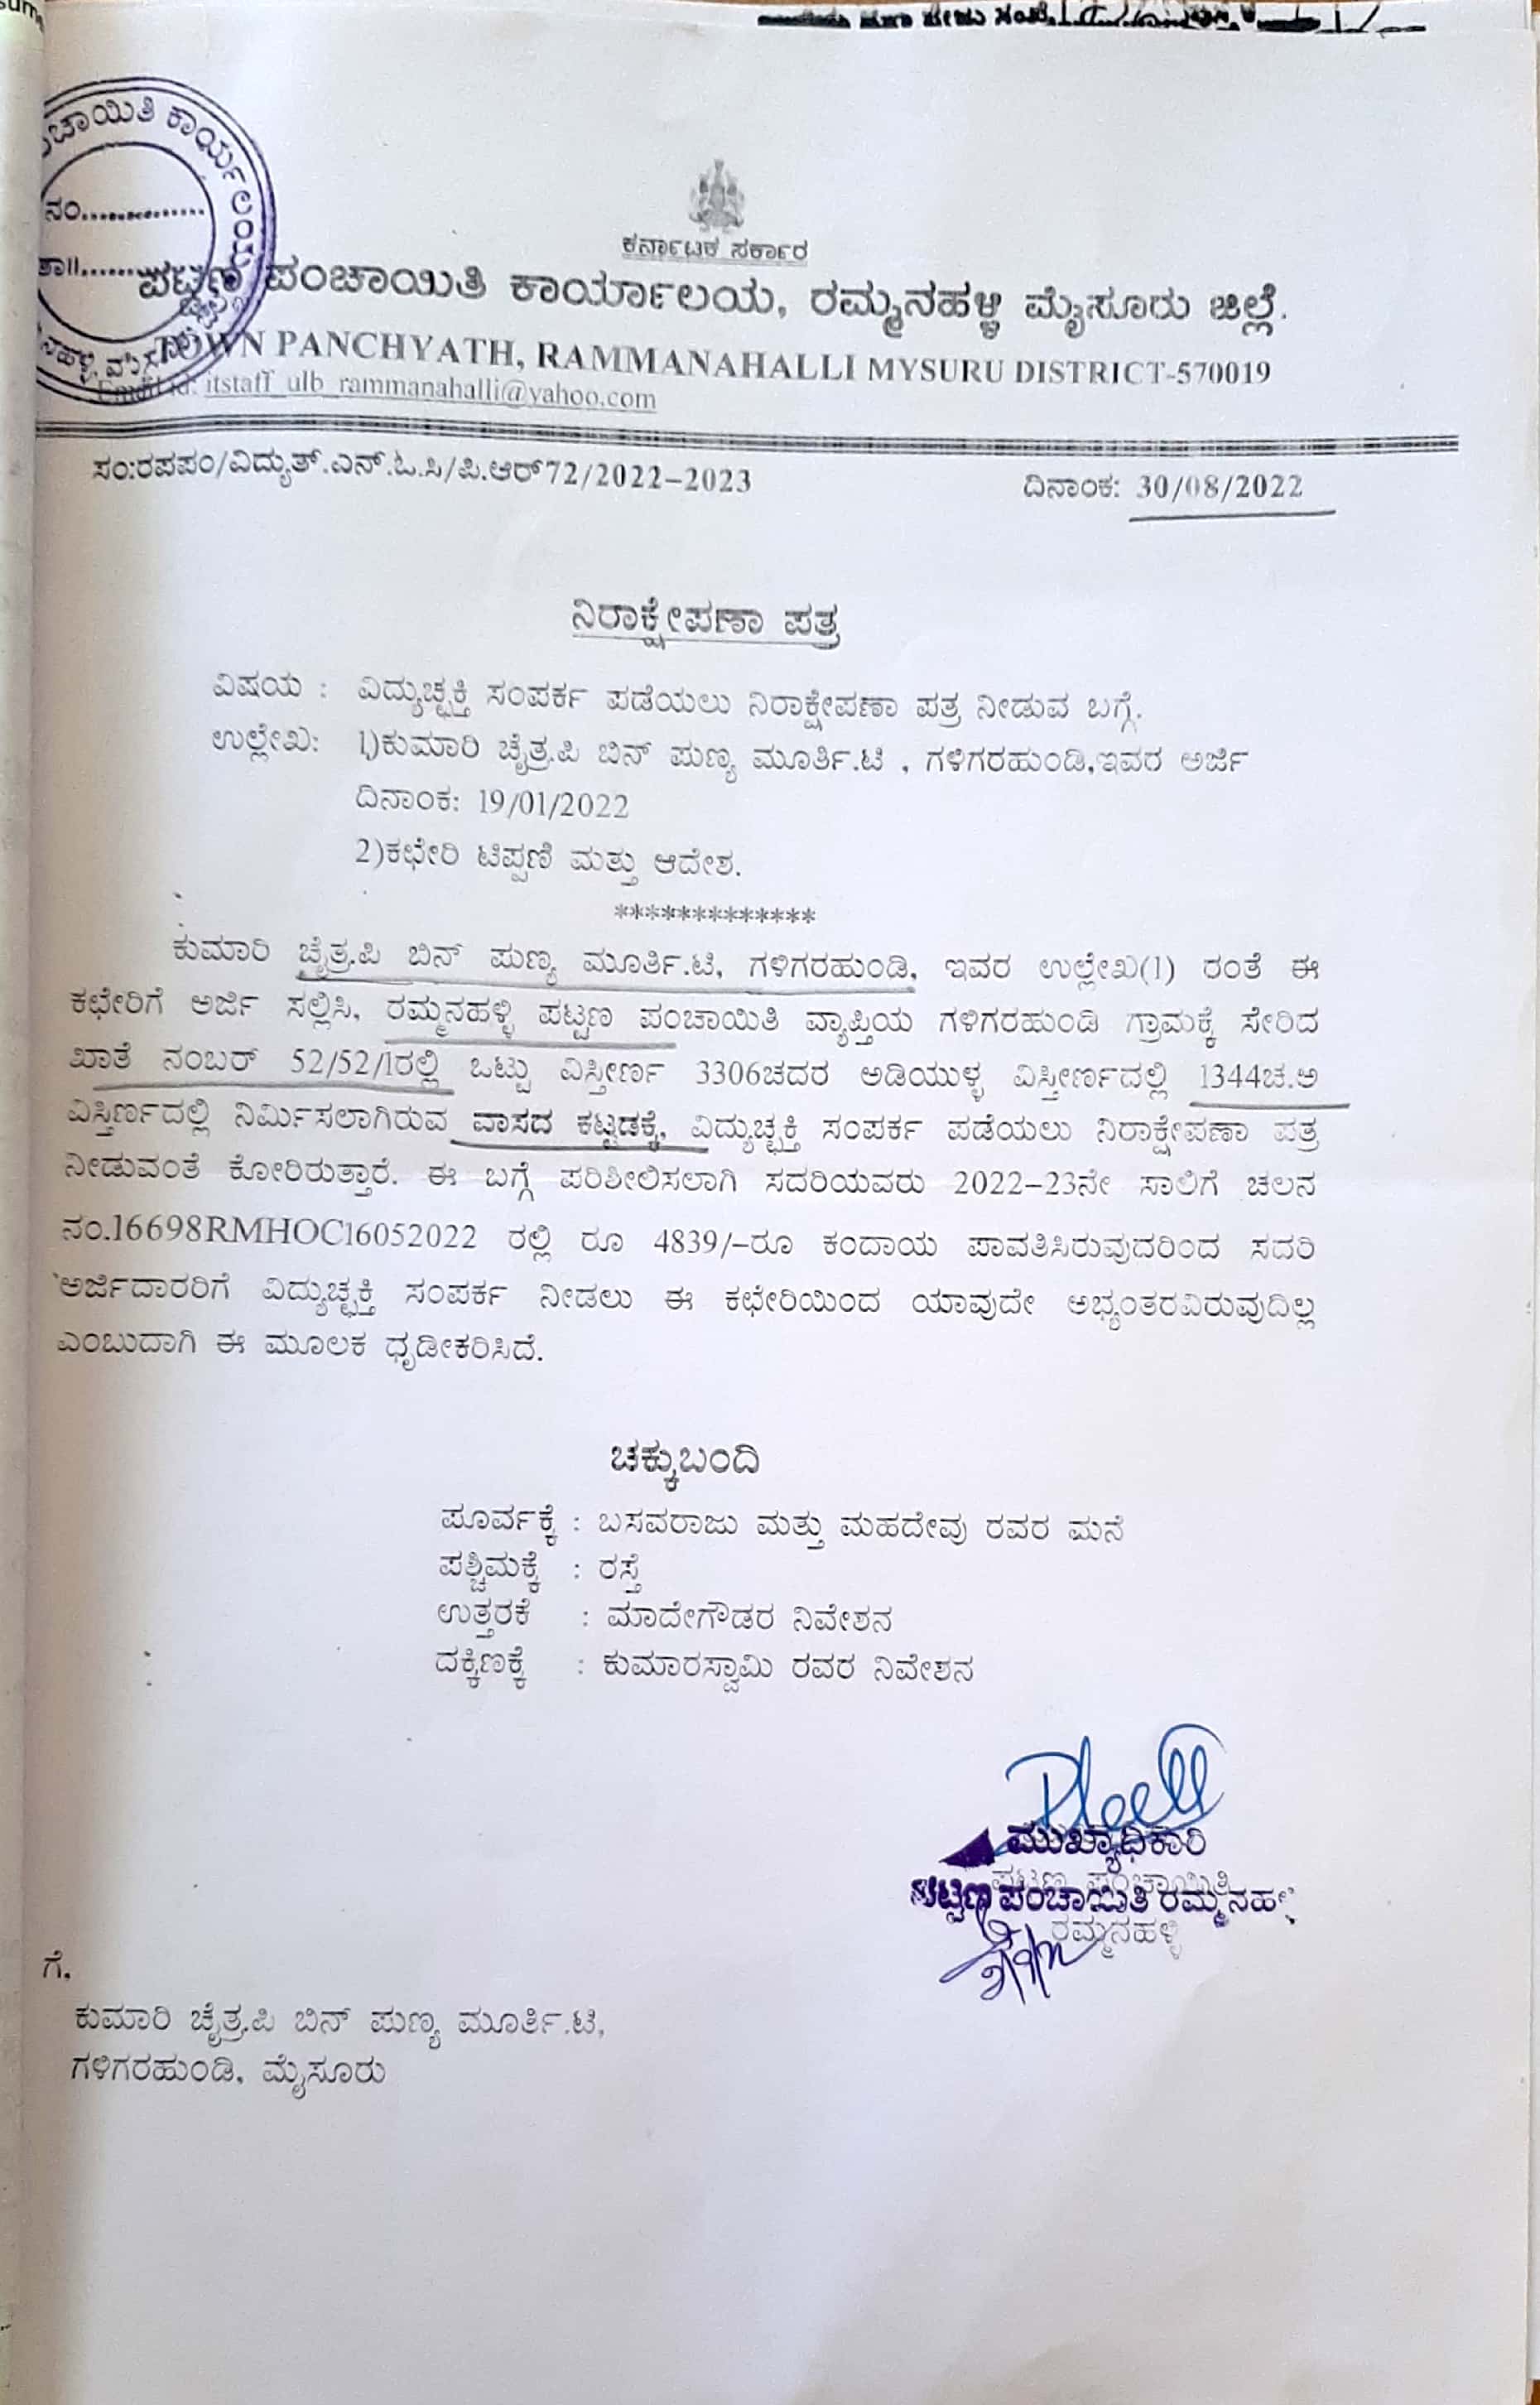 ಪಂಚಾಯಿತಿ ಕಾರ್ಯಾಲಯ
ನಂ..............
ತಾ||............
ಕರ್ನಾಟಕ ಸರ್ಕಾರ
ಪಟ್ಟಣ ಪಂಚಾಯಿತಿ ಕಾರ್ಯಾಲಯ, ರಮ್ಮನಹಳ್ಳಿ ಮೈಸೂರು ಜಿಲ್ಲೆ.
TOWN PANCHYATH, RAMMANAHALLI MYSURU DISTRICT-570019
Email id: itstaff_ulb_rammanahalli@yahoo.com
ಸಂ:ರಪಪಂ/ವಿದ್ಯುತ್.ಎನ್.ಓ.ಸಿ/ಪಿ.ಆರ್72/2022-2023 ದಿನಾಂಕ: 30/08/2022
ನಿರಾಕ್ಷೇಪಣಾ ಪತ್ರ
ವಿಷಯ : ವಿದ್ಯುಚ್ಛಕ್ತಿ ಸಂಪರ್ಕ ಪಡೆಯಲು ನಿರಾಕ್ಷೇಪಣಾ ಪತ್ರ ನೀಡುವ ಬಗ್ಗೆ.
ಉಲ್ಲೇಖ: 1)ಕುಮಾರಿ ಚೈತ್ರ.ಪಿ ಬಿನ್ ಪುಣ್ಯ ಮೂರ್ತಿ.ಟಿ , ಗಳಿಗರಹುಂಡಿ,ಇವರ ಅರ್ಜಿ
ದಿನಾಂಕ: 19/01/2022
2)ಕಛೇರಿ ಟಿಪ್ಪಣಿ ಮತ್ತು ಆದೇಶ.
*************
ಕುಮಾರಿ ಚೈತ್ರ.ಪಿ ಬಿನ್ ಪುಣ್ಯ ಮೂರ್ತಿ.ಟಿ, ಗಳಿಗರಹುಂಡಿ, ಇವರ ಉಲ್ಲೇಖ(1) ರಂತೆ ಈ
ಕಛೇರಿಗೆ ಅರ್ಜಿ ಸಲ್ಲಿಸಿ, ರಮ್ಮನಹಳ್ಳಿ ಪಟ್ಟಣ ಪಂಚಾಯಿತಿ ವ್ಯಾಪ್ತಿಯ ಗಳಿಗರಹುಂಡಿ ಗ್ರಾಮಕ್ಕೆ ಸೇರಿದ
ಖಾತೆ ನಂಬರ್ 52/52/1ರಲ್ಲಿ ಒಟ್ಟು ವಿಸ್ತೀರ್ಣ 3306ಚದರ ಅಡಿಯುಳ್ಳ ವಿಸ್ತೀರ್ಣದಲ್ಲಿ 1344ಚ.ಅ
ವಿಸ್ತಿರ್ಣದಲ್ಲಿ ನಿರ್ಮಿಸಲಾಗಿರುವ ವಾಸದ ಕಟ್ಟಡಕ್ಕೆ, ವಿದ್ಯುಚ್ಛಕ್ತಿ ಸಂಪರ್ಕ ಪಡೆಯಲು ನಿರಾಕ್ಷೇಪಣಾ ಪತ್ರ
ನೀಡುವಂತೆ ಕೋರಿರುತ್ತಾರೆ. ಈ ಬಗ್ಗೆ ಪರಿಶೀಲಿಸಲಾಗಿ ಸದರಿಯವರು 2022-23ನೇ ಸಾಲಿಗೆ ಚಲನ
ನಂ.16698RMHOC16052022 ರಲ್ಲಿ ರೂ 4839/-ರೂ ಕಂದಾಯ ಪಾವತಿಸಿರುವುದರಿಂದ ಸದರಿ
ಅರ್ಜಿದಾರರಿಗೆ ವಿದ್ಯುಚ್ಛಕ್ತಿ ಸಂಪರ್ಕ ನೀಡಲು ಈ ಕಛೇರಿಯಿಂದ ಯಾವುದೇ ಅಭ್ಯಂತರವಿರುವುದಿಲ್ಲ
ಎಂಬುದಾಗಿ ಈ ಮೂಲಕ ಧೃಡೀಕರಿಸಿದೆ.
ಚಕ್ಕುಬಂದಿ
ಪೂರ್ವಕ್ಕೆ : ಬಸವರಾಜು ಮತ್ತು ಮಹದೇವು ರವರ ಮನೆ
ಪಶ್ಚಿಮಕ್ಕೆ : ರಸ್ತೆ
ಉತ್ತರಕೆ : ಮಾದೇಗೌಡರ ನಿವೇಶನ
ದಕ್ಕಿಣಕ್ಕೆ : ಕುಮಾರಸ್ವಾಮಿ ರವರ ನಿವೇಶನ
ಮುಖ್ಯಾಧಿಕಾರಿ
ಪಟ್ಟಣ ಪಂಚಾಯಿತಿ
ಪಟ್ಟಣ ಪಂಚಾಯಿತಿ ರಮ್ಮನಹಳ್ಳಿ
ರಮ್ಮನಹಳ್ಳಿ
ಗೆ,
ಕುಮಾರಿ ಚೈತ್ರ.ಪಿ ಬಿನ್ ಪುಣ್ಯ ಮೂರ್ತಿ.ಟಿ,
ಗಳಿಗರಹುಂಡಿ, ಮೈಸೂರು